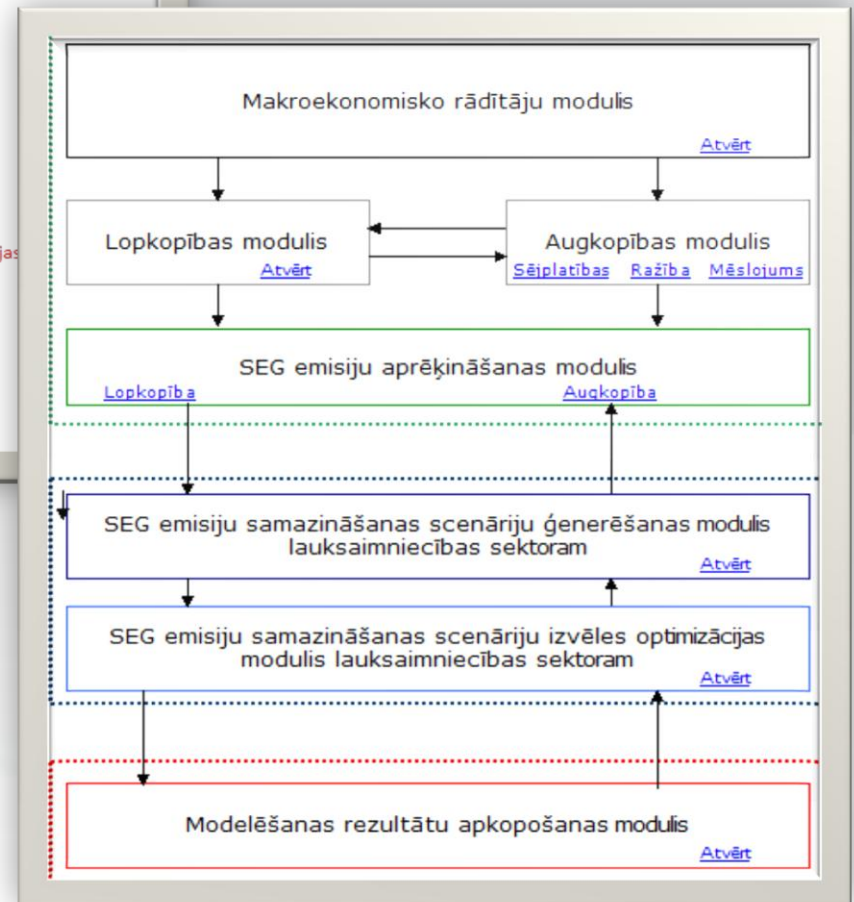 Makroekonomisko rādītāju modulis
Atvērt
Lopkopības modulis
Atvērt
Augkopības modulis
Sējplatības Ražība Mēslojums
SEG emisiju aprēķināšanas modulis
Lopkopība
Augkopība
SEG emisiju samazināšanas scenāriju ģenerēšanas modulis
lauksaimniecības sektoram
Atvērt
SEG emisiju samazināšanas scenāriju izvēles optimizācijas
modulis lauksaimniecības sektoram
Atvērt
Modelēšanas rezultātu apkopošanas modulis
Atvērt